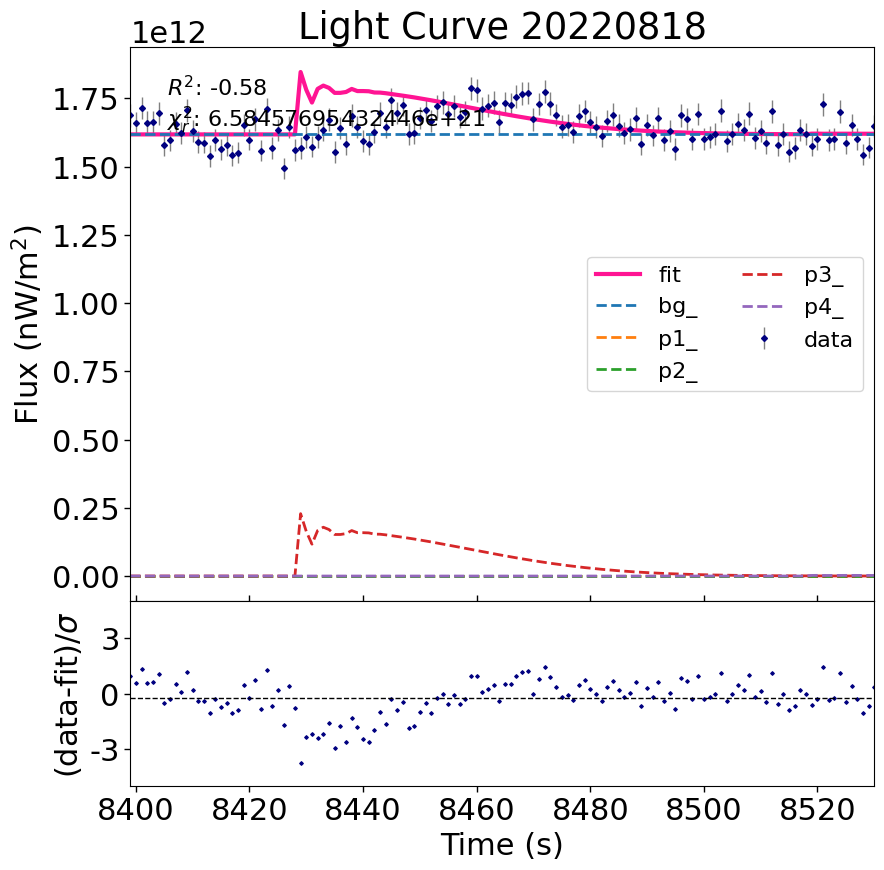 Light Curve 20220818
1e12
R²: -0.58
χ²ᵣ: 6.584576954432446e+21
Flux (nW/m²)
1.75
1.50
1.25
1.00
0.75
0.50
0.25
0.00
fit
bg_
p1_
p2_
p3_
p4_
data
(data-fit)/σ
3
0
-3
8400 8420 8440 8460 8480 8500 8520
Time (s)